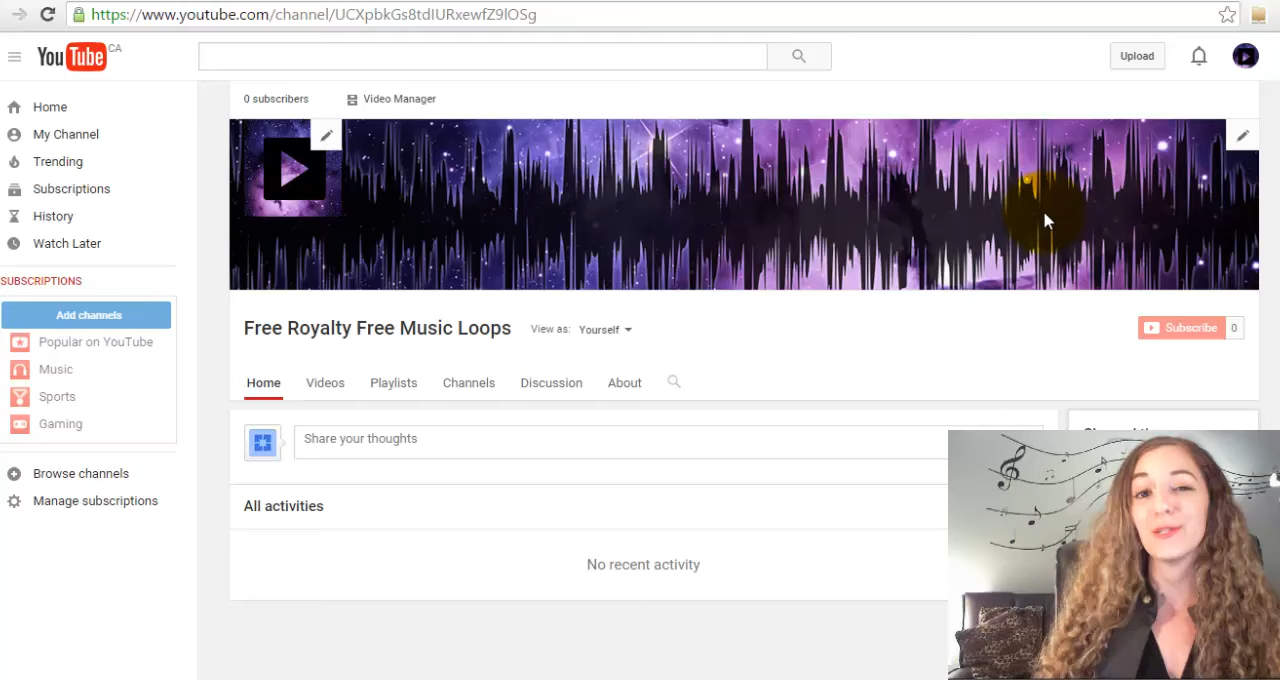 https://www.youtube.com/channel/UCXpbkGs8tdIURxewfZ9lOSg
YouTube CA
Upload
Home
My Channel
Trending
Subscriptions
History
Watch Later
SUBSCRIPTIONS
Add channels
Popular on YouTube
Music
Sports
Gaming
Browse channels
Manage subscriptions
0 subscribers
Video Manager
Free Royalty Free Music Loops
View as: Yourself
Subscribe 0
Home Videos Playlists Channels Discussion About
Share your thoughts
All activities
No recent activity